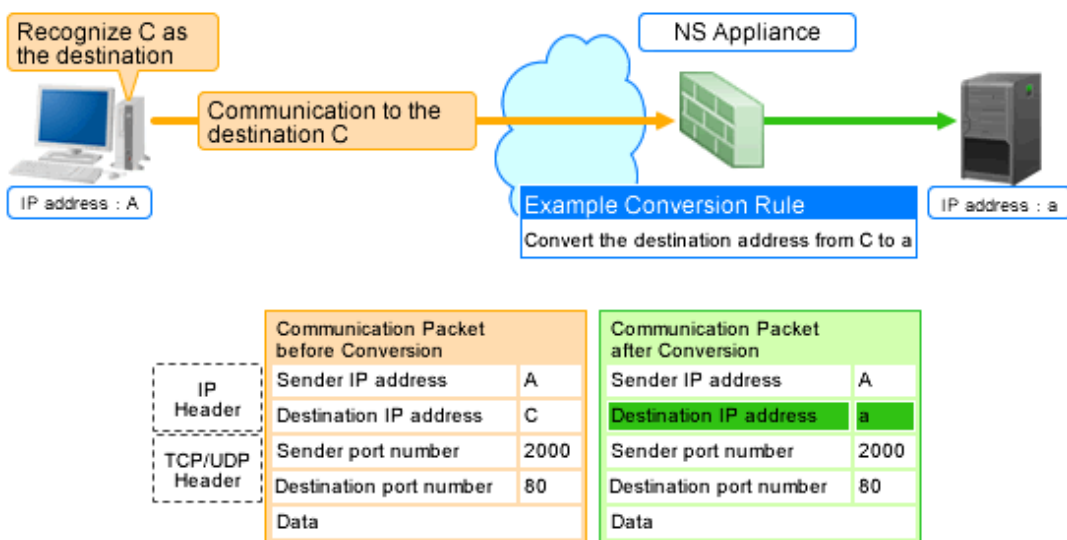 Recognize C as
the destination
NS Appliance
Communication to the
destination C
IP address : A
Example Conversion Rule
Convert the destination address from C to a
IP address : a
Communication Packet
before Conversion
Communication Packet
after Conversion
IP
Header
Sender IP address A
Sender IP address A
Destination IP address C
Destination IP address a
TCP/UDP
Header
Sender port number 2000
Sender port number 2000
Destination port number 80
Destination port number 80
Data
Data